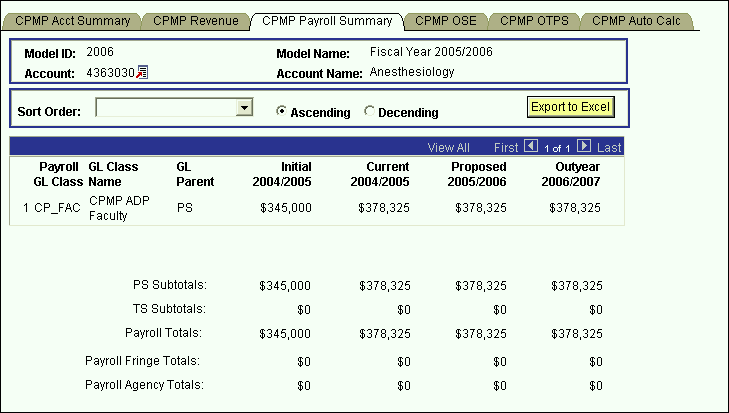 CPMP Acct Summary CPMP Revenue CPMP Payroll Summary CPMP OSE CPMP OTPS CPMP Auto Calc
Model ID: 2006 Model Name: Fiscal Year 2005/2006
Account: 4363030 Account Name: Anesthesiology
Sort Order: Ascending Decending Export to Excel
View All First 1 of 1 Last
Payroll GL Class GL Initial Current Proposed Outyear
GL Class Name Parent 2004/2005 2004/2005 2005/2006 2006/2007
1 CP_FAC CPMP ADP PS $345,000 $378,325 $378,325 $378,325
Faculty
PS Subtotals: $345,000 $378,325 $378,325 $378,325
TS Subtotals: $0 $0 $0 $0
Payroll Totals: $345,000 $378,325 $378,325 $378,325
Payroll Fringe Totals: $0 $0 $0 $0
Payroll Agency Totals: $0 $0 $0 $0